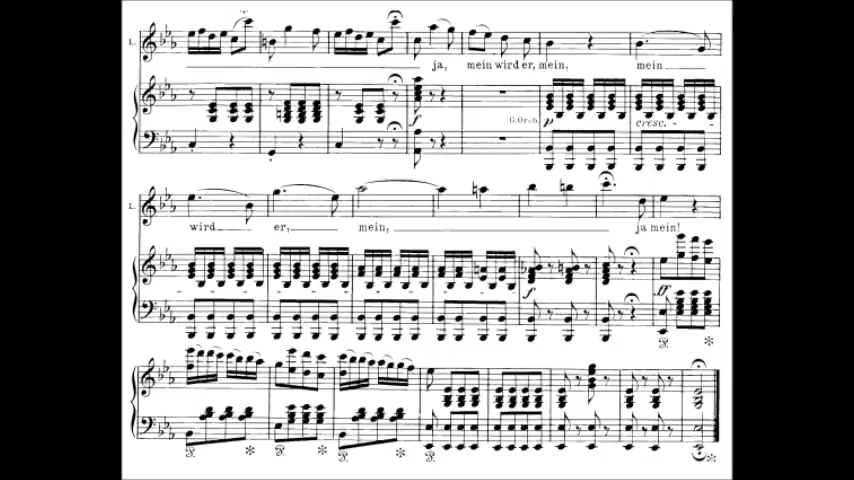 L.
ja, mein wird er, mein, mein
f G. Orch. p cresc. -
L.
wird er, mein, ja mein!
f ff